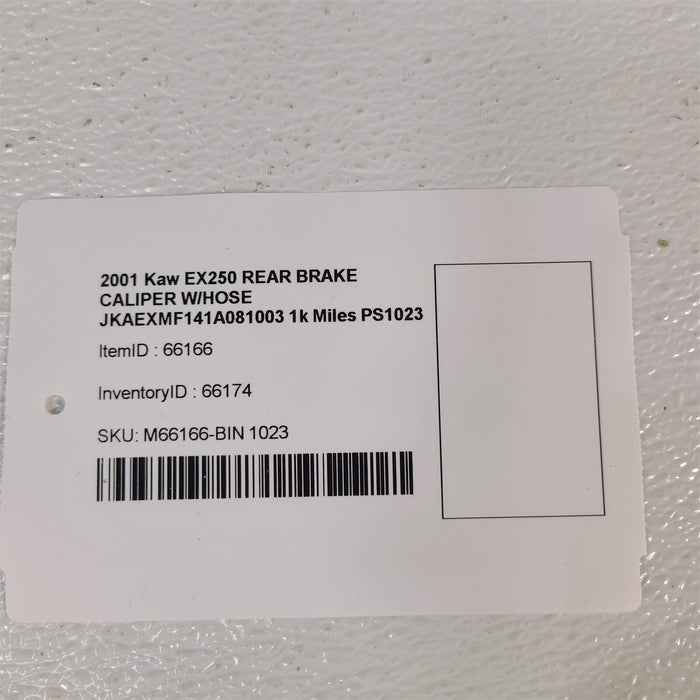 2001 Kaw EX250 REAR BRAKE
CALIPER W/HOSE
JKAEXMF141A081003 1k Miles PS1023
ItemID : 66166
InventoryID : 66174
SKU: M66166-BIN 1023